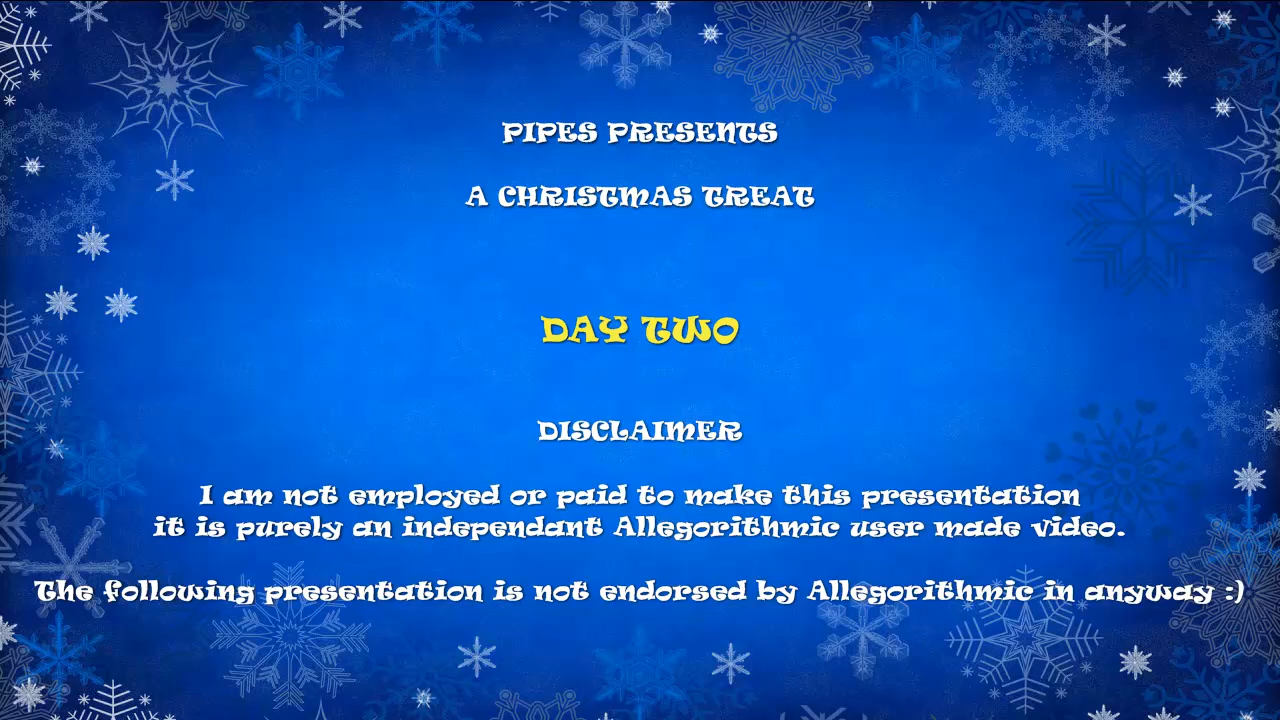 PIPES PRESENTS
A CHRISTMAS TREAT
DAY TWO
DISCLAIMER
I am not employed or paid to make this presentation
it is purely an independant Allegorithmic user made video.
The following presentation is not endorsed by Allegorithmic in anyway :)